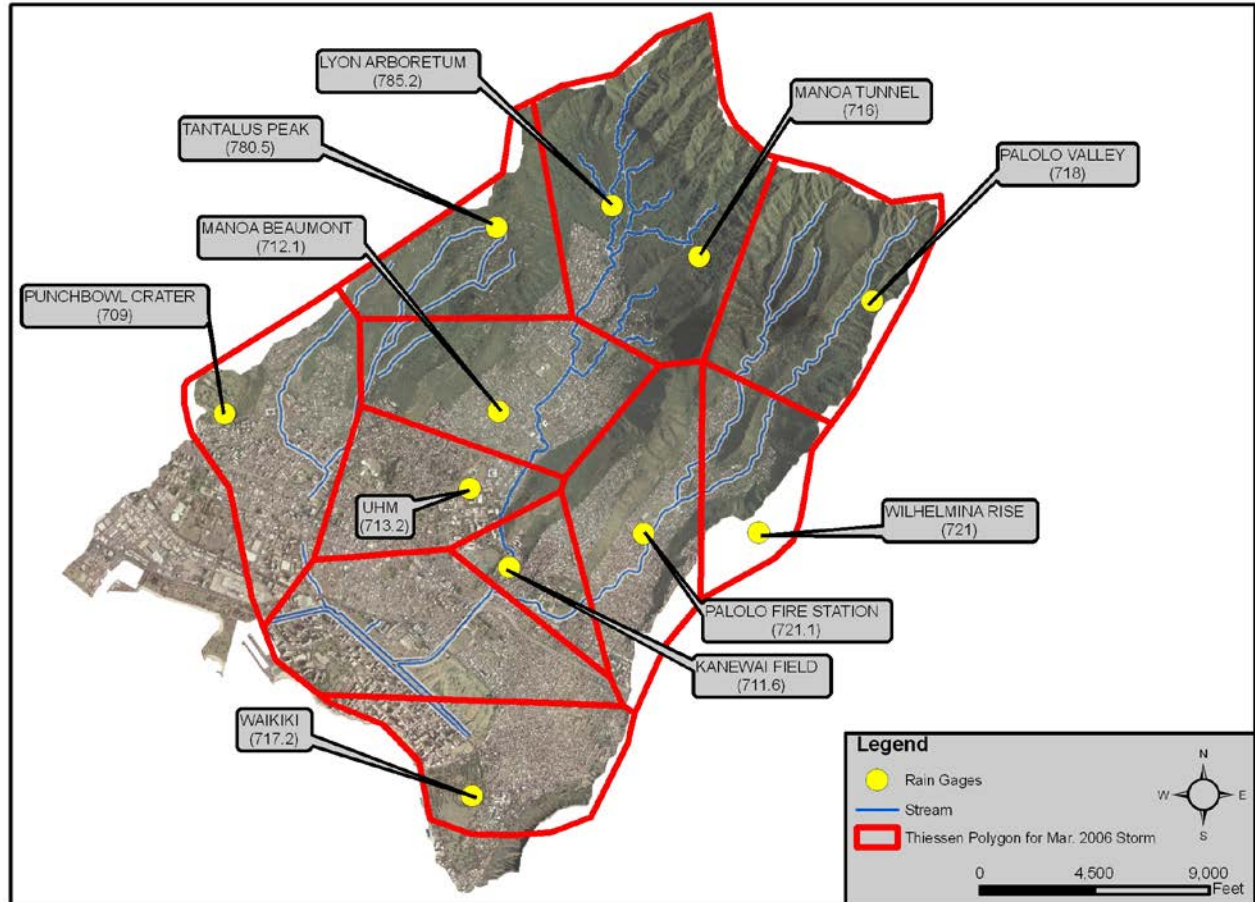 LYON ARBORETUM
(785.2)
MANOA TUNNEL
(716)
TANTALUS PEAK
(780.5)
PALOLO VALLEY
(718)
MANOA BEAUMONT
(712.1)
PUNCHBOWL CRATER
(709)
UHM
(713.2)
WILHELMINA RISE
(721)
PALOLO FIRE STATION
(721.1)
KANEWAI FIELD
(711.6)
WAIKIKI
(717.2)
Legend
Rain Gages
Stream
Thiessen Polygon for Mar. 2006 Storm
N
W E
S
0 4,500 9,000
Feet